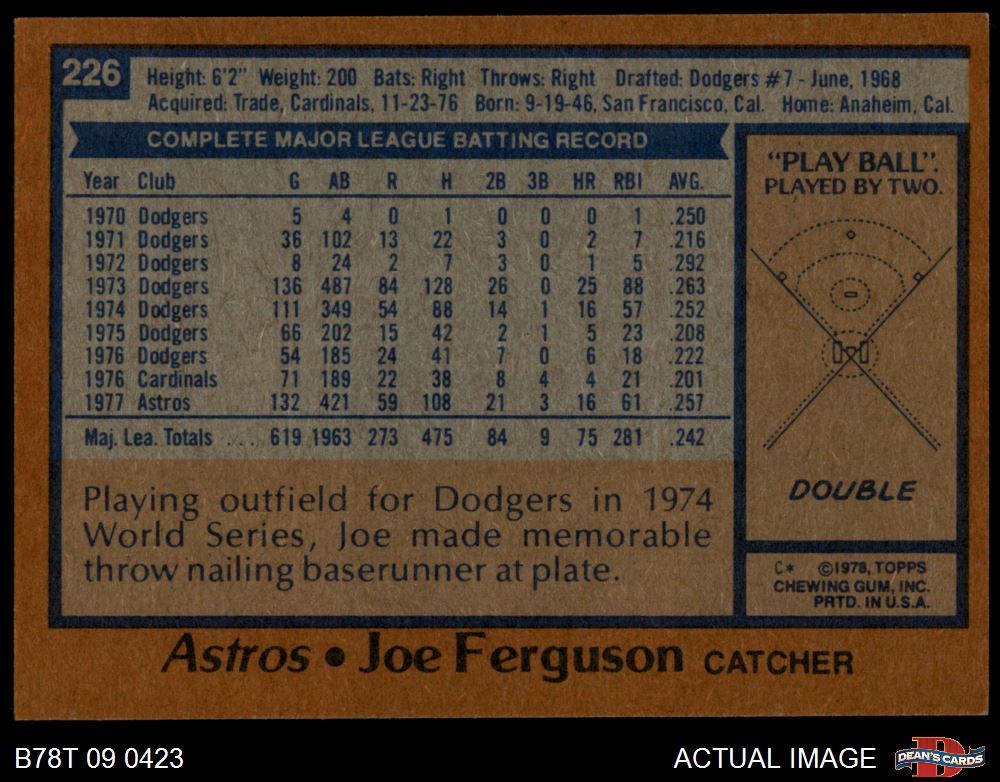 226
Height: 6'2" Weight: 200 Bats: Right Throws: Right Drafted: Dodgers #7 - June, 1968
Acquired: Trade, Cardinals, 11-23-76 Born: 9-19-46, San Francisco, Cal. Home: Anaheim, Cal.
COMPLETE MAJOR LEAGUE BATTING RECORD
Year Club G AB R H 2B 3B HR RBI AVG.
1970 Dodgers 5 4 0 1 0 0 0 1 .250
1971 Dodgers 36 102 13 22 3 0 2 7 .216
1972 Dodgers 8 24 2 7 3 0 1 5 .292
1973 Dodgers 136 487 84 128 26 0 25 88 .263
1974 Dodgers 111 349 54 88 14 1 16 57 .252
1975 Dodgers 66 202 15 42 2 1 5 23 .208
1976 Dodgers 54 185 24 41 7 0 6 18 .222
1976 Cardinals 71 189 22 38 8 4 4 21 .201
1977 Astros 132 421 59 108 21 3 16 61 .257
Maj. Lea. Totals . . . 619 1963 273 475 84 9 75 281 .242
Playing outfield for Dodgers in 1974
World Series, Joe made memorable
throw nailing baserunner at plate.
"PLAY BALL".
PLAYED BY TWO.
DOUBLE
C* ©1978, TOPPS
CHEWING GUM, INC.
PRTD. IN U.S.A.
Astros • Joe Ferguson CATCHER
B78T 09 0423
ACTUAL IMAGE
D
DEAN'S CARDS